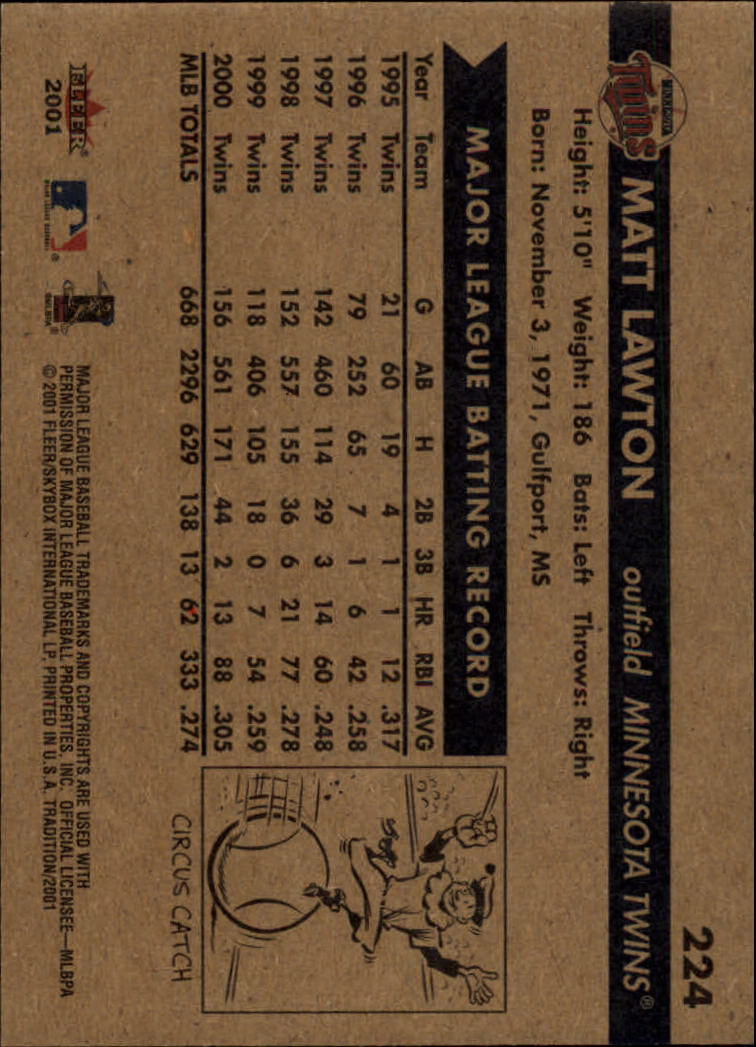 224
MINNESOTA Twins MATT LAWTON outfield MINNESOTA TWINS®
Height: 5'10" Weight: 186 Bats: Left Throws: Right
Born: November 3, 1971, Gulfport, MS
MAJOR LEAGUE BATTING RECORD
Year Team G AB H 2B 3B HR RBI AVG
1995 Twins 21 60 19 4 1 1 12 .317
1996 Twins 79 252 65 7 1 6 42 .258
1997 Twins 142 460 114 29 3 14 60 .248
1998 Twins 152 557 155 36 6 21 77 .278
1999 Twins 118 406 105 18 0 7 54 .259
2000 Twins 156 561 171 44 2 13 88 .305
MLB TOTALS 668 2296 629 138 13 62 333 .274
CIRCUS CATCH
FLEER®
2001
MAJOR LEAGUE BASEBALL TRADEMARKS AND COPYRIGHTS ARE USED WITH
PERMISSION OF MAJOR LEAGUE BASEBALL PROPERTIES, INC. OFFICIAL LICENSEE—MLBPA
© 2001 FLEER/SKYBOX INTERNATIONAL LP. PRINTED IN U.S.A. TRADITION/2001